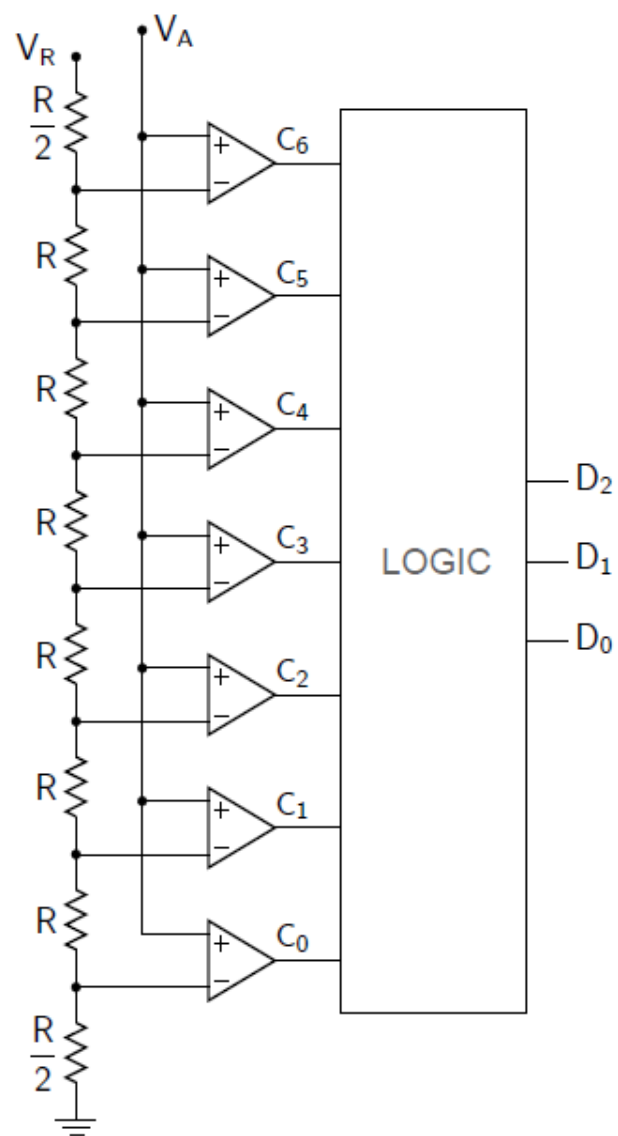 V_R
V_A
R/2
+
−
C₆
R
+
−
C₅
R
+
−
C₄
R
+
−
C₃
R
+
−
C₂
R
+
−
C₁
R
+
−
C₀
R/2
LOGIC
D₂
D₁
D₀